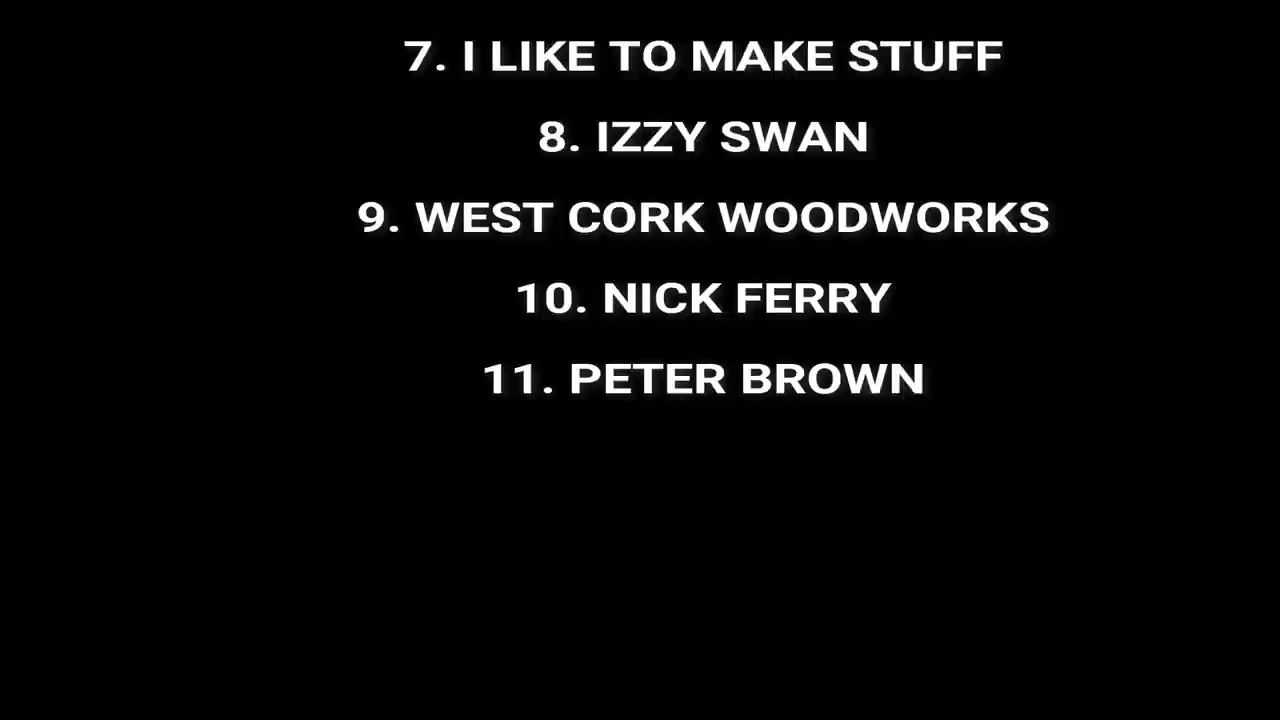 7. I LIKE TO MAKE STUFF
8. IZZY SWAN
9. WEST CORK WOODWORKS
10. NICK FERRY
11. PETER BROWN